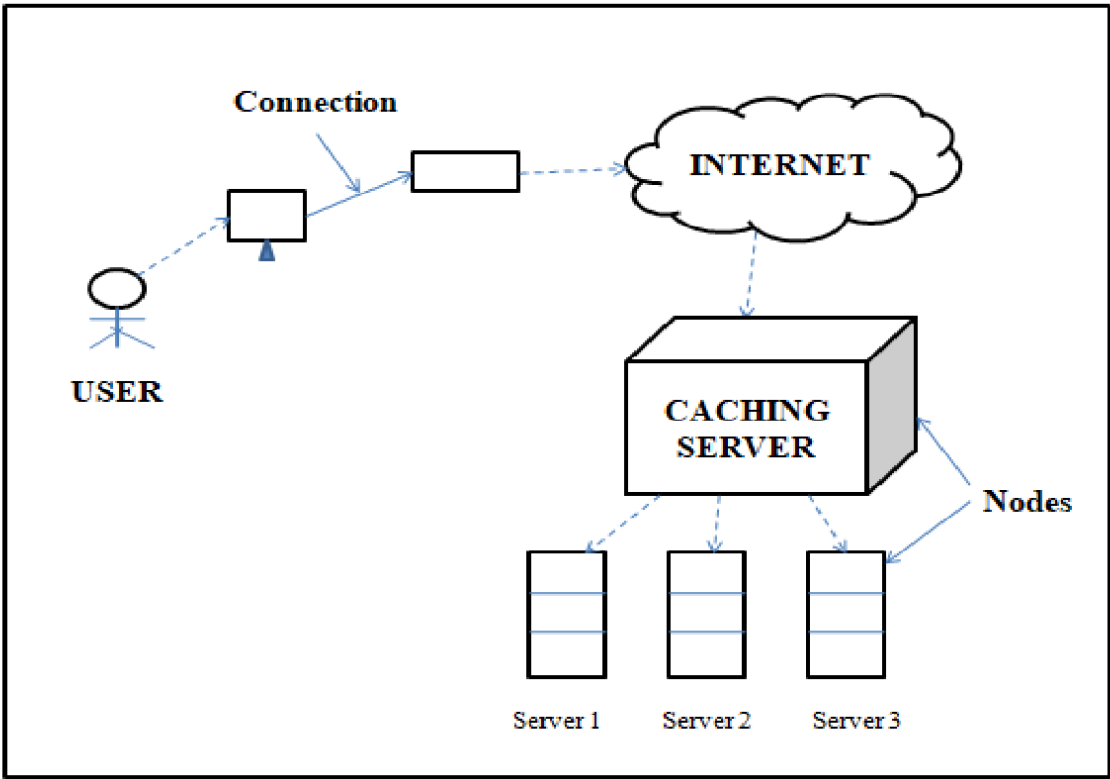 Connection
INTERNET
USER
CACHING
SERVER
Nodes
Server 1
Server 2
Server 3